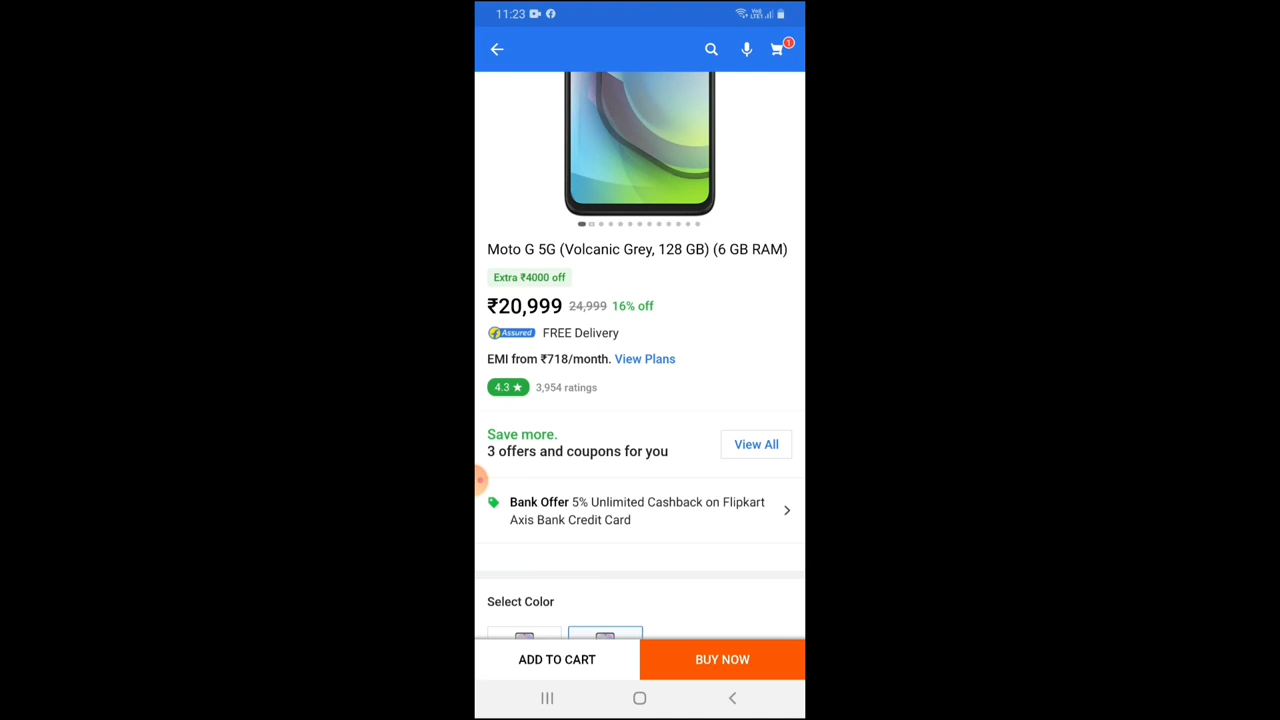 11:23
Vo)) LTE1
1
Moto G 5G (Volcanic Grey, 128 GB) (6 GB RAM)
Extra ₹4000 off
₹20,999 24,999 16% off
Assured FREE Delivery
EMI from ₹718/month. View Plans
4.3 ★ 3,954 ratings
Save more.
3 offers and coupons for you
View All
Bank Offer 5% Unlimited Cashback on Flipkart
Axis Bank Credit Card
Select Color
ADD TO CART
BUY NOW